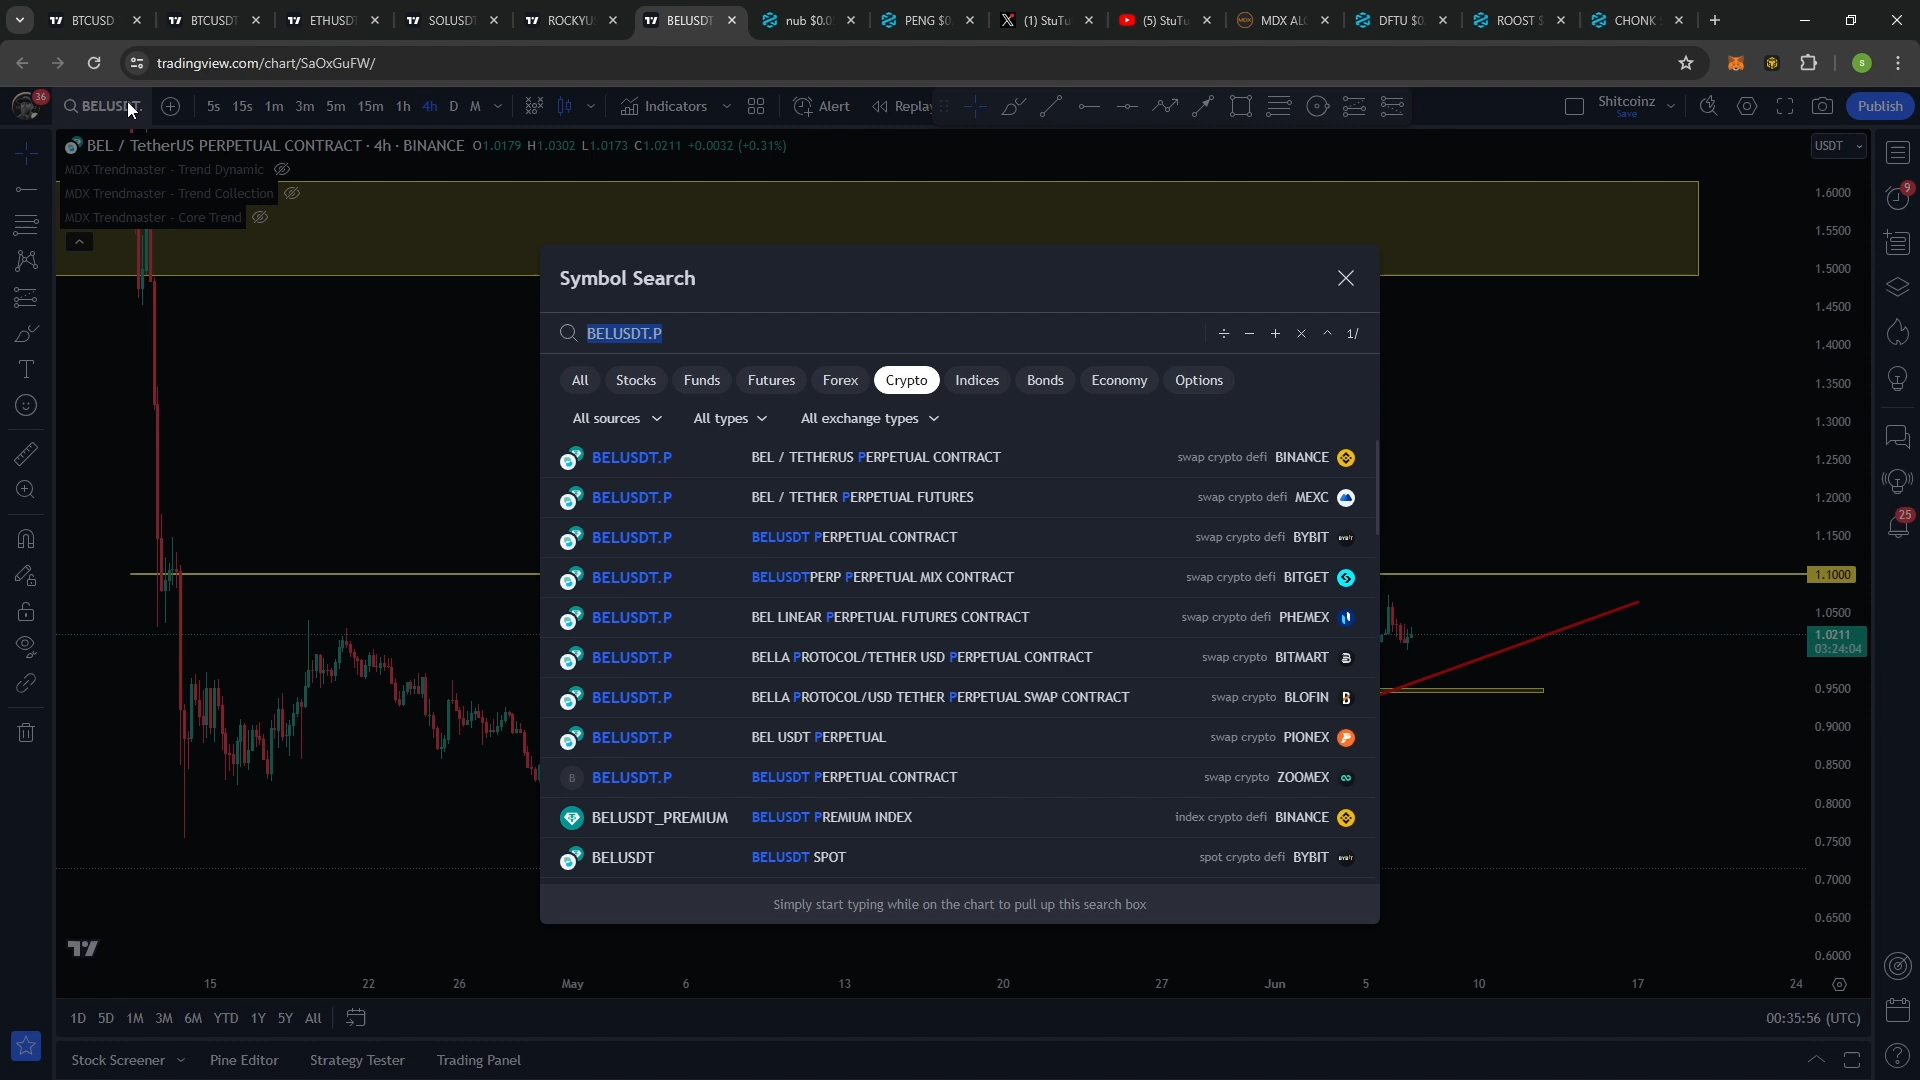 BTCUSD
BTCUSDT
ETHUSDT
SOLUSDT
ROCKYU
BELUSDT
nub $0.0
PENG $0
(1) StuTu
(5) StuTu
MDX ALG
DFTU $0.
ROOST $
CHONK
tradingview.com/chart/SaOxGuFW/
S
36
BELUSDT.
5s 15s 1m 3m 5m 15m 1h 4h D M
Indicators
Alert
Replay
Shitcoinz
Save
Publish
BEL / TetherUS PERPETUAL CONTRACT · 4h · BINANCE O1.0179 H1.0302 L1.0173 C1.0211 +0.0032 (+0.31%)
USDT
MDX Trendmaster - Trend Dynamic
MDX Trendmaster - Trend Collection
MDX Trendmaster - Core Trend
Symbol Search
BELUSDT.P
1/
All Stocks Funds Futures Forex Crypto Indices Bonds Economy Options
All sources All types All exchange types
BELUSDT.P BEL / TETHERUS PERPETUAL CONTRACT swap crypto defi BINANCE
BELUSDT.P BEL / TETHER PERPETUAL FUTURES swap crypto defi MEXC
BELUSDT.P BELUSDT PERPETUAL CONTRACT swap crypto defi BYBIT
BELUSDT.P BELUSDTPERP PERPETUAL MIX CONTRACT swap crypto defi BITGET
BELUSDT.P BEL LINEAR PERPETUAL FUTURES CONTRACT swap crypto defi PHEMEX
BELUSDT.P BELLA PROTOCOL/TETHER USD PERPETUAL CONTRACT swap crypto BITMART
BELUSDT.P BELLA PROTOCOL/USD TETHER PERPETUAL SWAP CONTRACT swap crypto BLOFIN
BELUSDT.P BEL USDT PERPETUAL swap crypto PIONEX
B BELUSDT.P BELUSDT PERPETUAL CONTRACT swap crypto ZOOMEX
BELUSDT_PREMIUM BELUSDT PREMIUM INDEX index crypto defi BINANCE
BELUSDT BELUSDT SPOT spot crypto defi BYBIT
Simply start typing while on the chart to pull up this search box
1.6000
1.5500
1.5000
1.4500
1.4000
1.3500
1.3000
1.2500
1.2000
1.1500
1.1000
1.0500
1.0211
03:24:04
0.9500
0.9000
0.8500
0.8000
0.7500
0.7000
0.6500
0.6000
9
25
15 22 26 May 6 13 20 27 Jun 5 10 17 24
1D 5D 1M 3M 6M YTD 1Y 5Y All
00:35:56 (UTC)
Stock Screener Pine Editor Strategy Tester Trading Panel